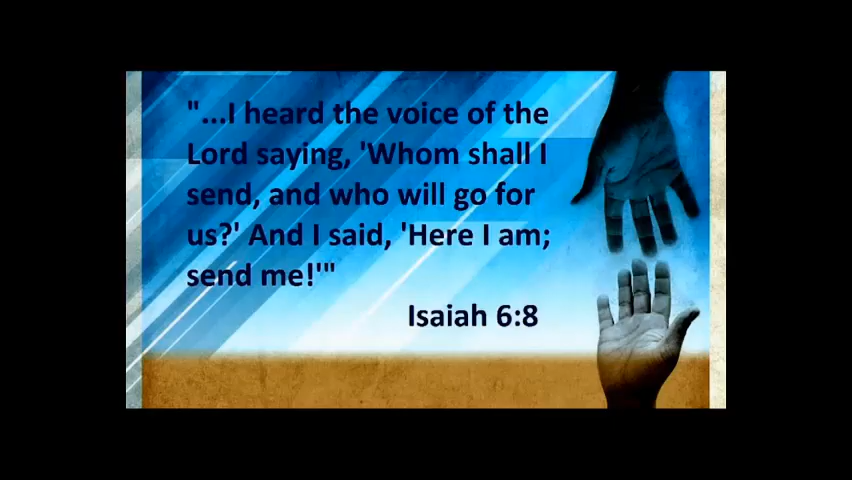 "...I heard the voice of the
Lord saying, 'Whom shall I
send, and who will go for
us?' And I said, 'Here I am;
send me!'"
Isaiah 6:8